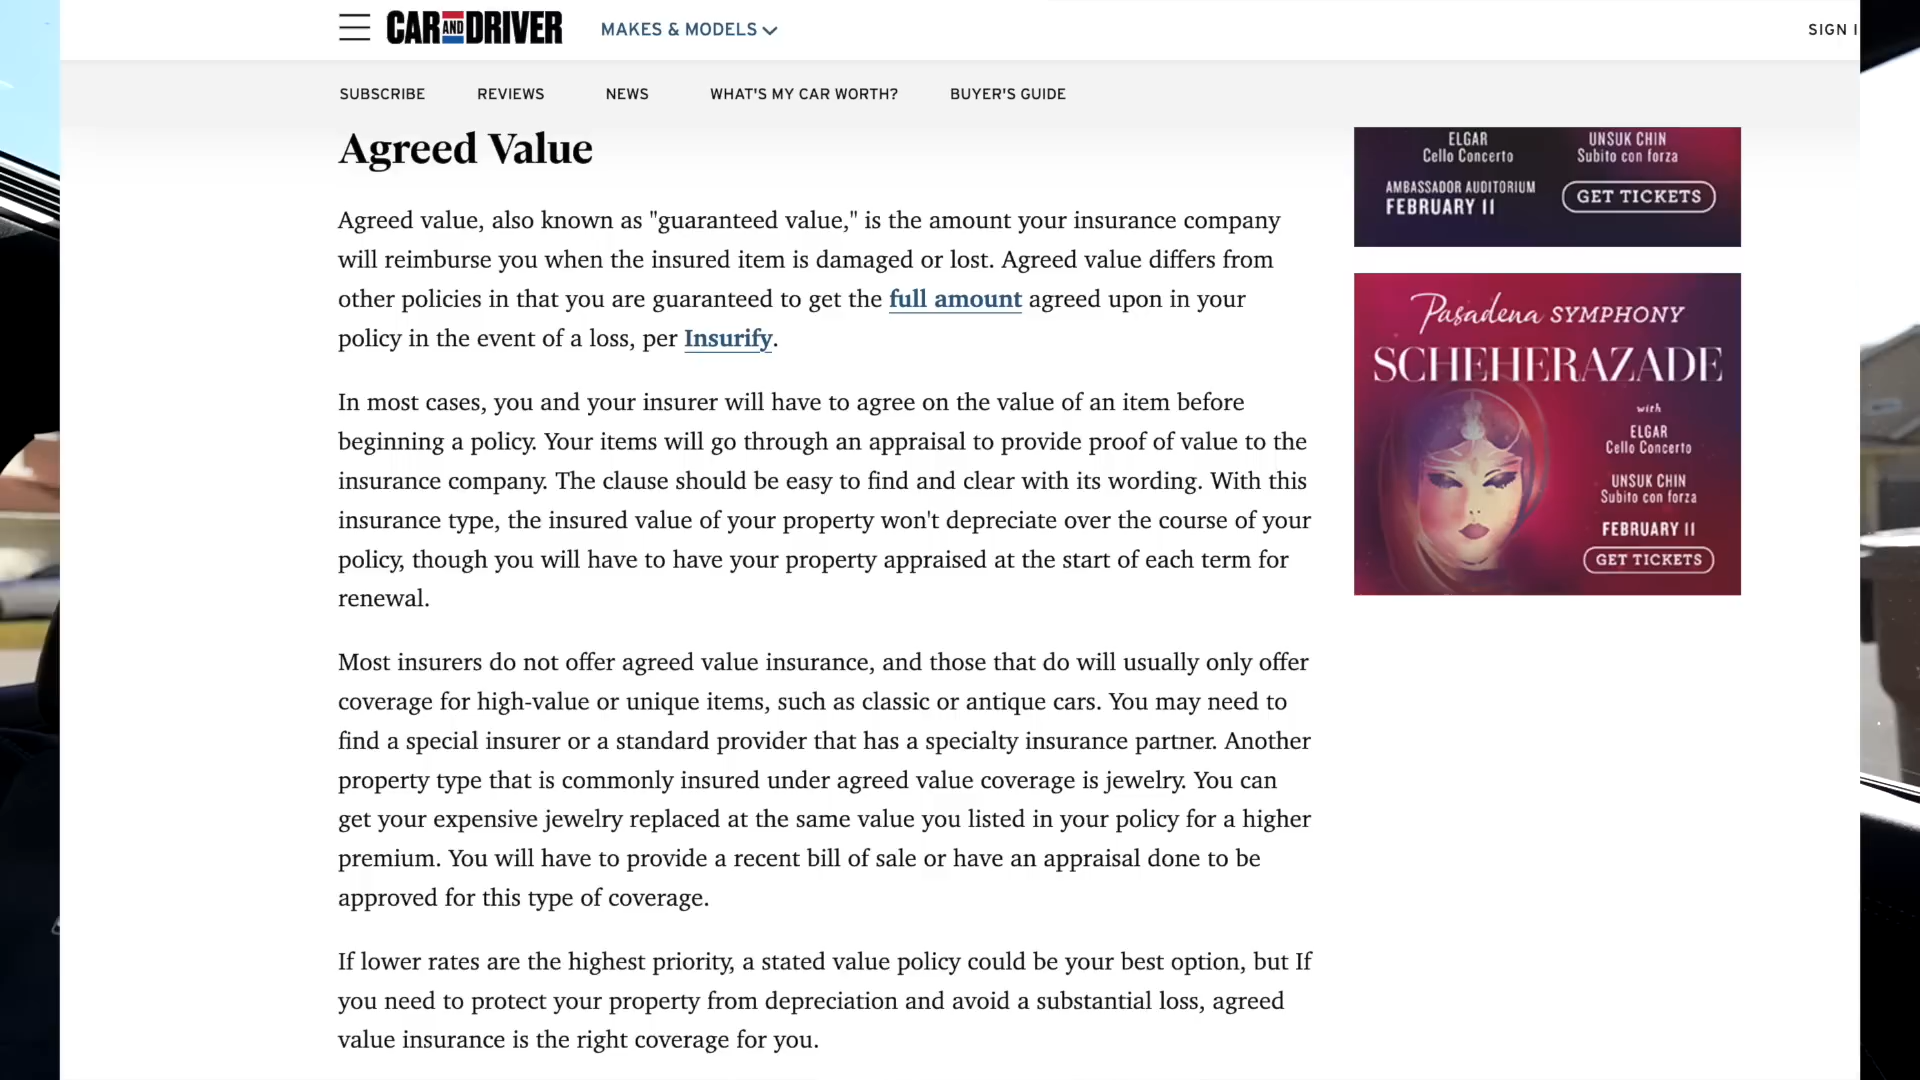 CAR AND DRIVER
MAKES & MODELS
SIGN I
SUBSCRIBE
REVIEWS
NEWS
WHAT'S MY CAR WORTH?
BUYER'S GUIDE
Agreed Value
Agreed value, also known as "guaranteed value," is the amount your insurance company
will reimburse you when the insured item is damaged or lost. Agreed value differs from
other policies in that you are guaranteed to get the full amount agreed upon in your
policy in the event of a loss, per Insurify.
In most cases, you and your insurer will have to agree on the value of an item before
beginning a policy. Your items will go through an appraisal to provide proof of value to the
insurance company. The clause should be easy to find and clear with its wording. With this
insurance type, the insured value of your property won't depreciate over the course of your
policy, though you will have to have your property appraised at the start of each term for
renewal.
Most insurers do not offer agreed value insurance, and those that do will usually only offer
coverage for high-value or unique items, such as classic or antique cars. You may need to
find a special insurer or a standard provider that has a specialty insurance partner. Another
property type that is commonly insured under agreed value coverage is jewelry. You can
get your expensive jewelry replaced at the same value you listed in your policy for a higher
premium. You will have to provide a recent bill of sale or have an appraisal done to be
approved for this type of coverage.
If lower rates are the highest priority, a stated value policy could be your best option, but If
you need to protect your property from depreciation and avoid a substantial loss, agreed
value insurance is the right coverage for you.
ELGAR
Cello Concerto
UNSUK CHIN
Subito con forza
AMBASSADOR AUDITORIUM
FEBRUARY 11
GET TICKETS
Pasadena SYMPHONY
SCHEHERAZADE
with
ELGAR
Cello Concerto
UNSUK CHIN
Subito con forza
FEBRUARY 11
GET TICKETS